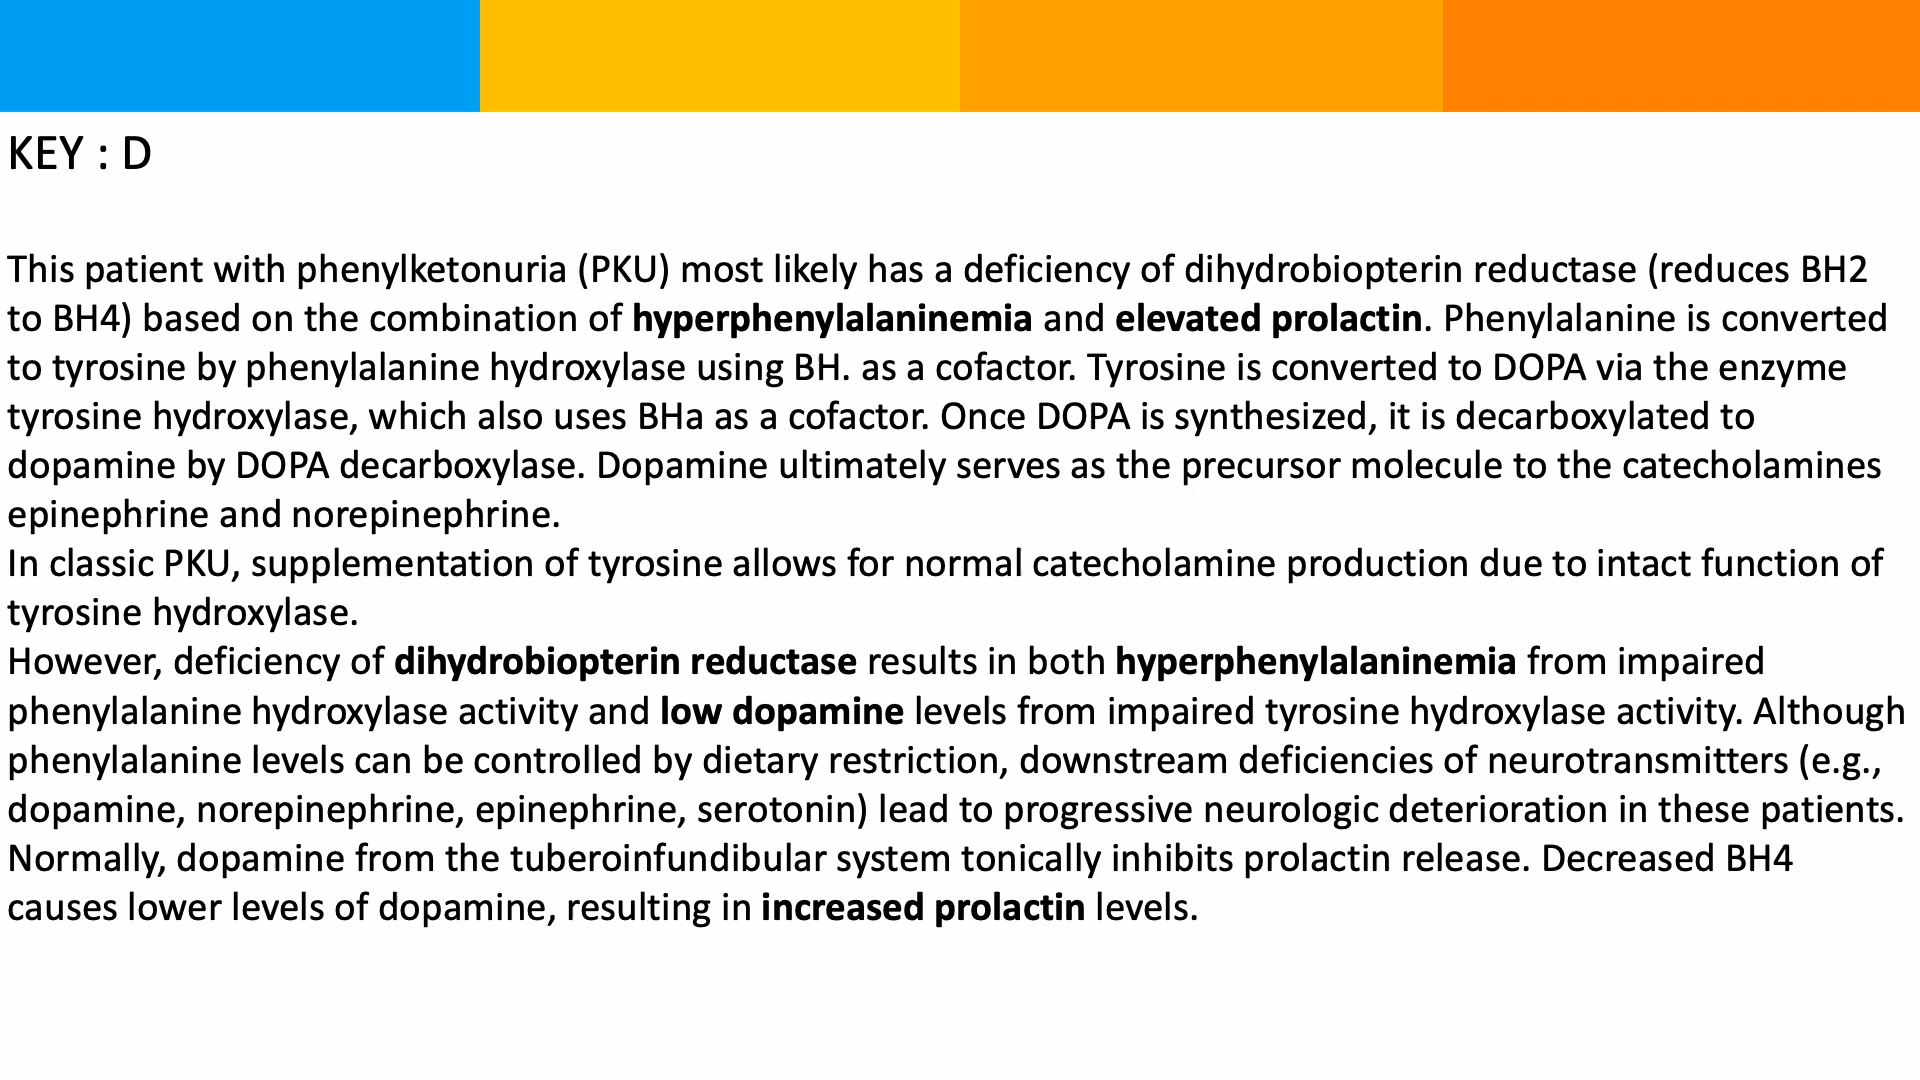 KEY : D
This patient with phenylketonuria (PKU) most likely has a deficiency of dihydrobiopterin reductase (reduces BH2
to BH4) based on the combination of hyperphenylalaninemia and elevated prolactin. Phenylalanine is converted
to tyrosine by phenylalanine hydroxylase using BH. as a cofactor. Tyrosine is converted to DOPA via the enzyme
tyrosine hydroxylase, which also uses BHa as a cofactor. Once DOPA is synthesized, it is decarboxylated to
dopamine by DOPA decarboxylase. Dopamine ultimately serves as the precursor molecule to the catecholamines
epinephrine and norepinephrine.
In classic PKU, supplementation of tyrosine allows for normal catecholamine production due to intact function of
tyrosine hydroxylase.
However, deficiency of dihydrobiopterin reductase results in both hyperphenylalaninemia from impaired
phenylalanine hydroxylase activity and low dopamine levels from impaired tyrosine hydroxylase activity. Although
phenylalanine levels can be controlled by dietary restriction, downstream deficiencies of neurotransmitters (e.g.,
dopamine, norepinephrine, epinephrine, serotonin) lead to progressive neurologic deterioration in these patients.
Normally, dopamine from the tuberoinfundibular system tonically inhibits prolactin release. Decreased BH4
causes lower levels of dopamine, resulting in increased prolactin levels.